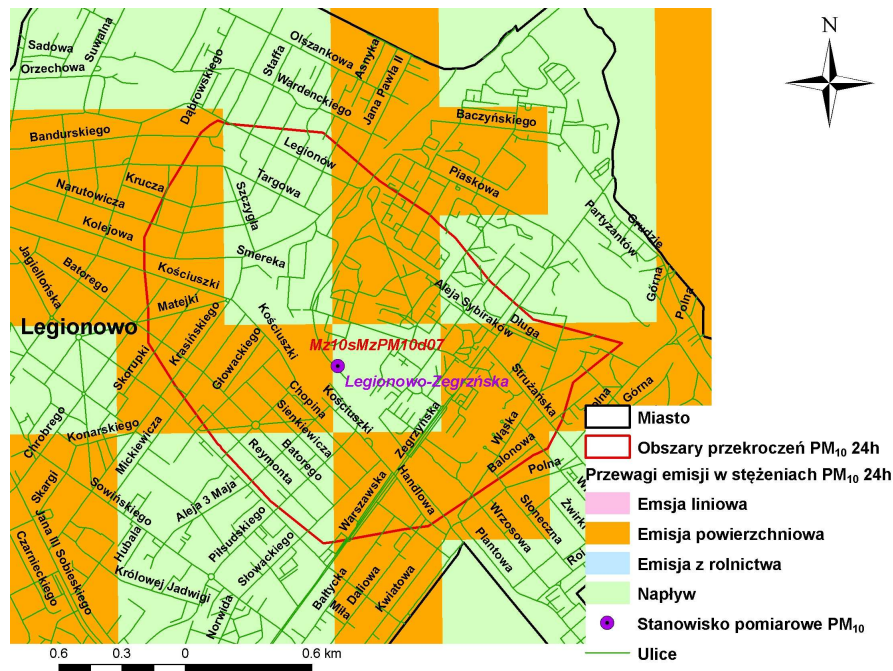 N
Sadowa
Suwalna
Orzechowa
Dąbrowskiego
Staffa
Olszankowa
Wardenckiego
Asnyka
Jana Pawła II
Baczyńskiego
Bandurskiego
Legionów
Targowa
Piaskowa
Krucza
Narutowicza
Szczygła
Kolejowa
Partyzantów
Grudzie
Smereka
Jagiellońska
Batorego
Kościuszki
Matejki
Górna
Polna
Aleja Sybiraków
Długa
Legionowo
Krasińskiego
Kościuszki
Mz10sMzPM10d07
Głowackiego
Skorupki
Legionowo-Zegrzńska
Strużańska
Chopina
Kościuszki
Sienkiewicza
Zegrzyńska
Wąska
Balonowa
Górna
Chrobrego
Konarskiego
Mickiewicza
Batorego
Reymonta
Polna
Skargi
Sowińskiego
Aleja 3 Maja
Warszawska
Handlowa
Słoneczna
Wrzosowa
Plantowa
Jana III Sobieskiego
Hubala
Piłsudskiego
Słowackiego
Czarnieckiego
Królowej Jadwigi
Norwida
Bałtycka
Miła
Daliowa
Kwiatowa
Miasto
Obszary przekroczeń PM10 24h
Przewagi emisji w stężeniach PM10 24h
Emsja liniowa
Emisja powierzchniowa
Emisja z rolnictwa
Napływ
Stanowisko pomiarowe PM10
Ulice
0.6 0.3 0 0.6 km